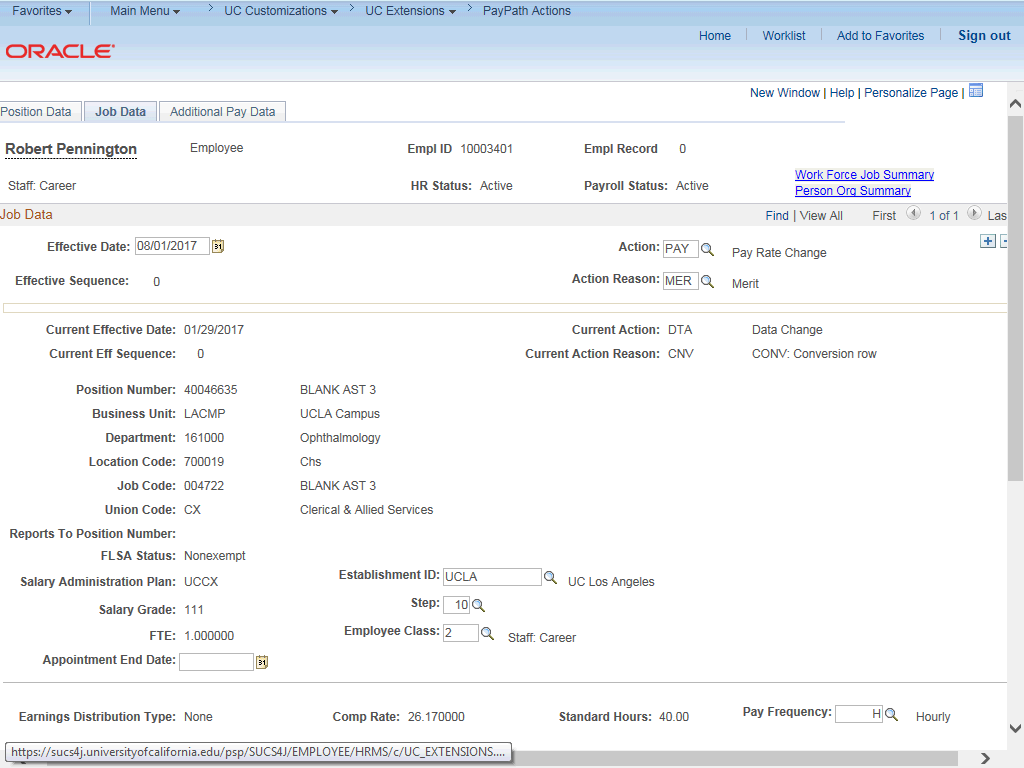 Favorites Main Menu > UC Customizations > UC Extensions > PayPath Actions
Home Worklist Add to Favorites Sign out
ORACLE
New Window | Help | Personalize Page |
Position Data Job Data Additional Pay Data
Robert Pennington Employee Empl ID 10003401 Empl Record 0
Staff: Career HR Status: Active Payroll Status: Active Work Force Job Summary
Person Org Summary
Job Data Find | View All First 1 of 1 Las
Effective Date: 08/01/2017 31 Action: PAY Pay Rate Change
Effective Sequence: 0 Action Reason: MER Merit
Current Effective Date: 01/29/2017 Current Action: DTA Data Change
Current Eff Sequence: 0 Current Action Reason: CNV CONV: Conversion row
Position Number: 40046635 BLANK AST 3
Business Unit: LACMP UCLA Campus
Department: 161000 Ophthalmology
Location Code: 700019 Chs
Job Code: 004722 BLANK AST 3
Union Code: CX Clerical & Allied Services
Reports To Position Number:
FLSA Status: Nonexempt
Salary Administration Plan: UCCX Establishment ID: UCLA UC Los Angeles
Salary Grade: 111 Step: 10
FTE: 1.000000 Employee Class: 2 Staff: Career
Appointment End Date: 31
Earnings Distribution Type: None Comp Rate: 26.170000 Standard Hours: 40.00 Pay Frequency: H Hourly
https://sucs4j.universityofcalifornia.edu/psp/SUCS4J/EMPLOYEE/HRMS/c/UC_EXTENSIONS....